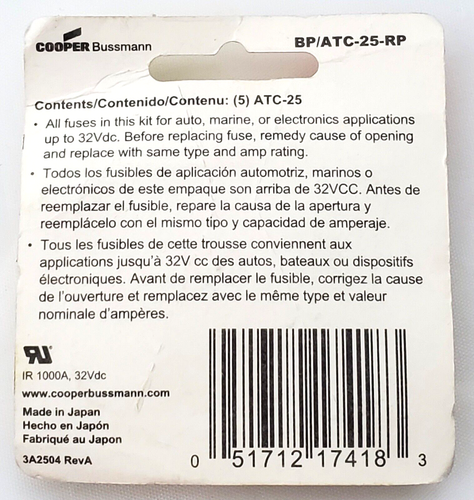 COOPER Bussmann
BP/ATC-25-RP
Contents/Contenido/Contenu: (5) ATC-25
• All fuses in this kit for auto, marine, or electronics applications
up to 32Vdc. Before replacing fuse, remedy cause of opening
and replace with same type and amp rating.
• Todos los fusibles de aplicación automotriz, marinos o
electrónicos de este empaque son arriba de 32VCC. Antes de
reemplazar el fusible, repare la causa de la apertura y
reemplácelo con el mismo tipo y capacidad de amperaje.
• Tous les fusibles de cette trousse conviennent aux
applications jusqu'à 32V cc des autos, bateaux ou dispositifs
électroniques. Avant de remplacer le fusible, corrigez la cause
de l'ouverture et remplacez avec le même type et valeur
nominale d'ampères.
RU
IR 1000A, 32Vdc
www.cooperbussmann.com
Made in Japan
Hecho en Japón
Fabriqué au Japon
3A2504 RevA
0 51712 17418 3